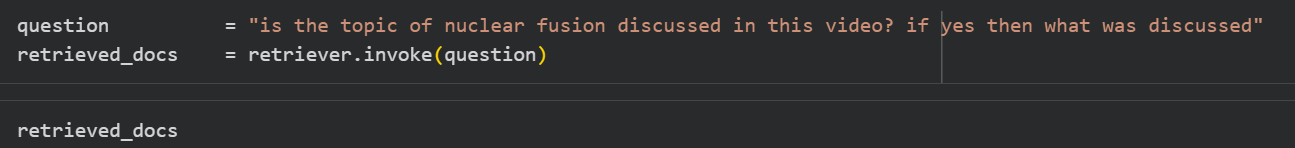 question          = "is the topic of nuclear fusion discussed in this video? if yes then what was discussed"
retrieved_docs    = retriever.invoke(question)
retrieved_docs